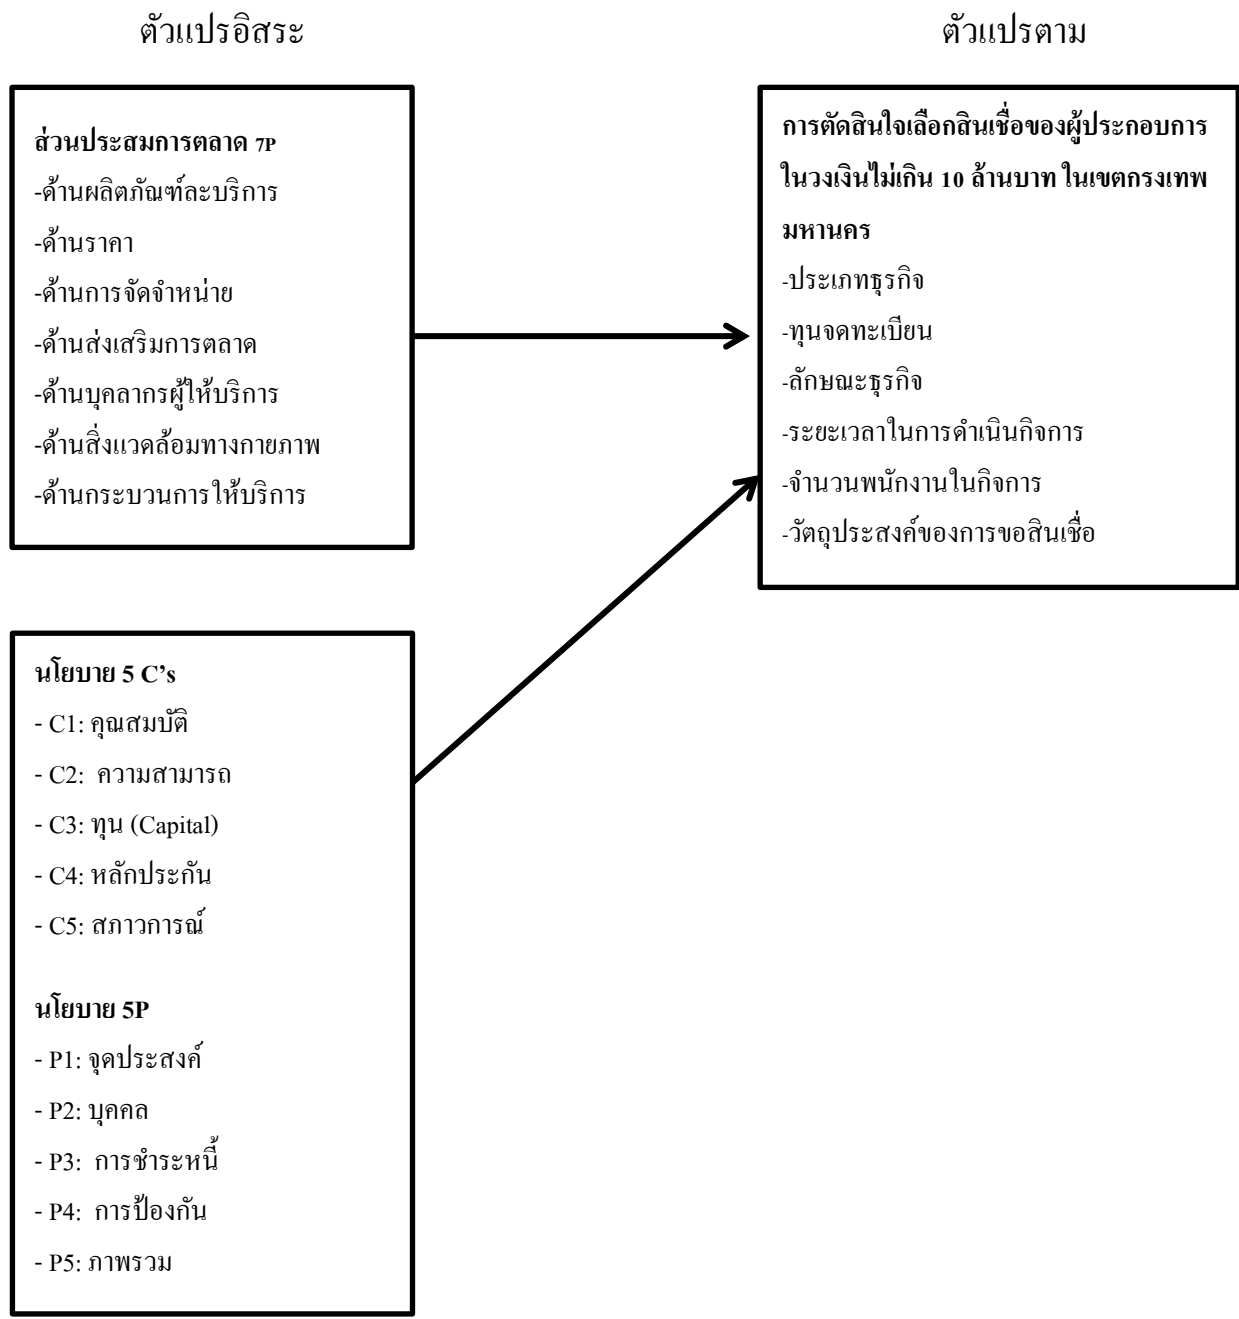 ตัวแปรอิสระ
ตัวแปรตาม
ส่วนประสมการตลาด 7P
-ด้านผลิตภัณฑ์ละบริการ
-ด้านราคา
-ด้านการจัดจำหน่าย
-ด้านส่งเสริมการตลาด
-ด้านบุคลากรผู้ให้บริการ
-ด้านสิ่งแวดล้อมทางกายภาพ
-ด้านกระบวนการให้บริการ
การตัดสินใจเลือกสินเชื่อของผู้ประกอบการ
ในวงเงินไม่เกิน 10 ล้านบาท ในเขตกรงเทพ
มหานคร
-ประเภทธุรกิจ
-ทุนจดทะเบียน
-ลักษณะธุรกิจ
-ระยะเวลาในการดำเนินกิจการ
-จำนวนพนักงานในกิจการ
-วัตถุประสงค์ของการขอสินเชื่อ
นโยบาย 5 C’s
- C1: คุณสมบัติ
- C2: ความสามารถ
- C3: ทุน (Capital)
- C4: หลักประกัน
- C5: สภาวการณ์
นโยบาย 5P
- P1: จุดประสงค์
- P2: บุคคล
- P3: การชำระหนี้
- P4: การป้องกัน
- P5: ภาพรวม